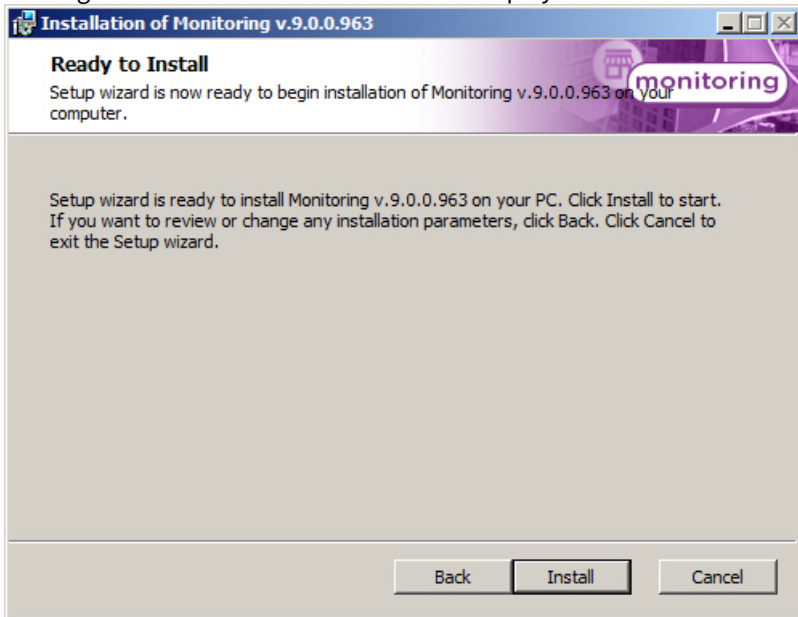 Installation of Monitoring v.9.0.0.963
Ready to Install
Setup wizard is now ready to begin installation of Monitoring v.9.0.0.963 on your
computer.
monitoring
Setup wizard is ready to install Monitoring v.9.0.0.963 on your PC. Click Install to start.
If you want to review or change any installation parameters, click Back. Click Cancel to
exit the Setup wizard.
Back
Install
Cancel